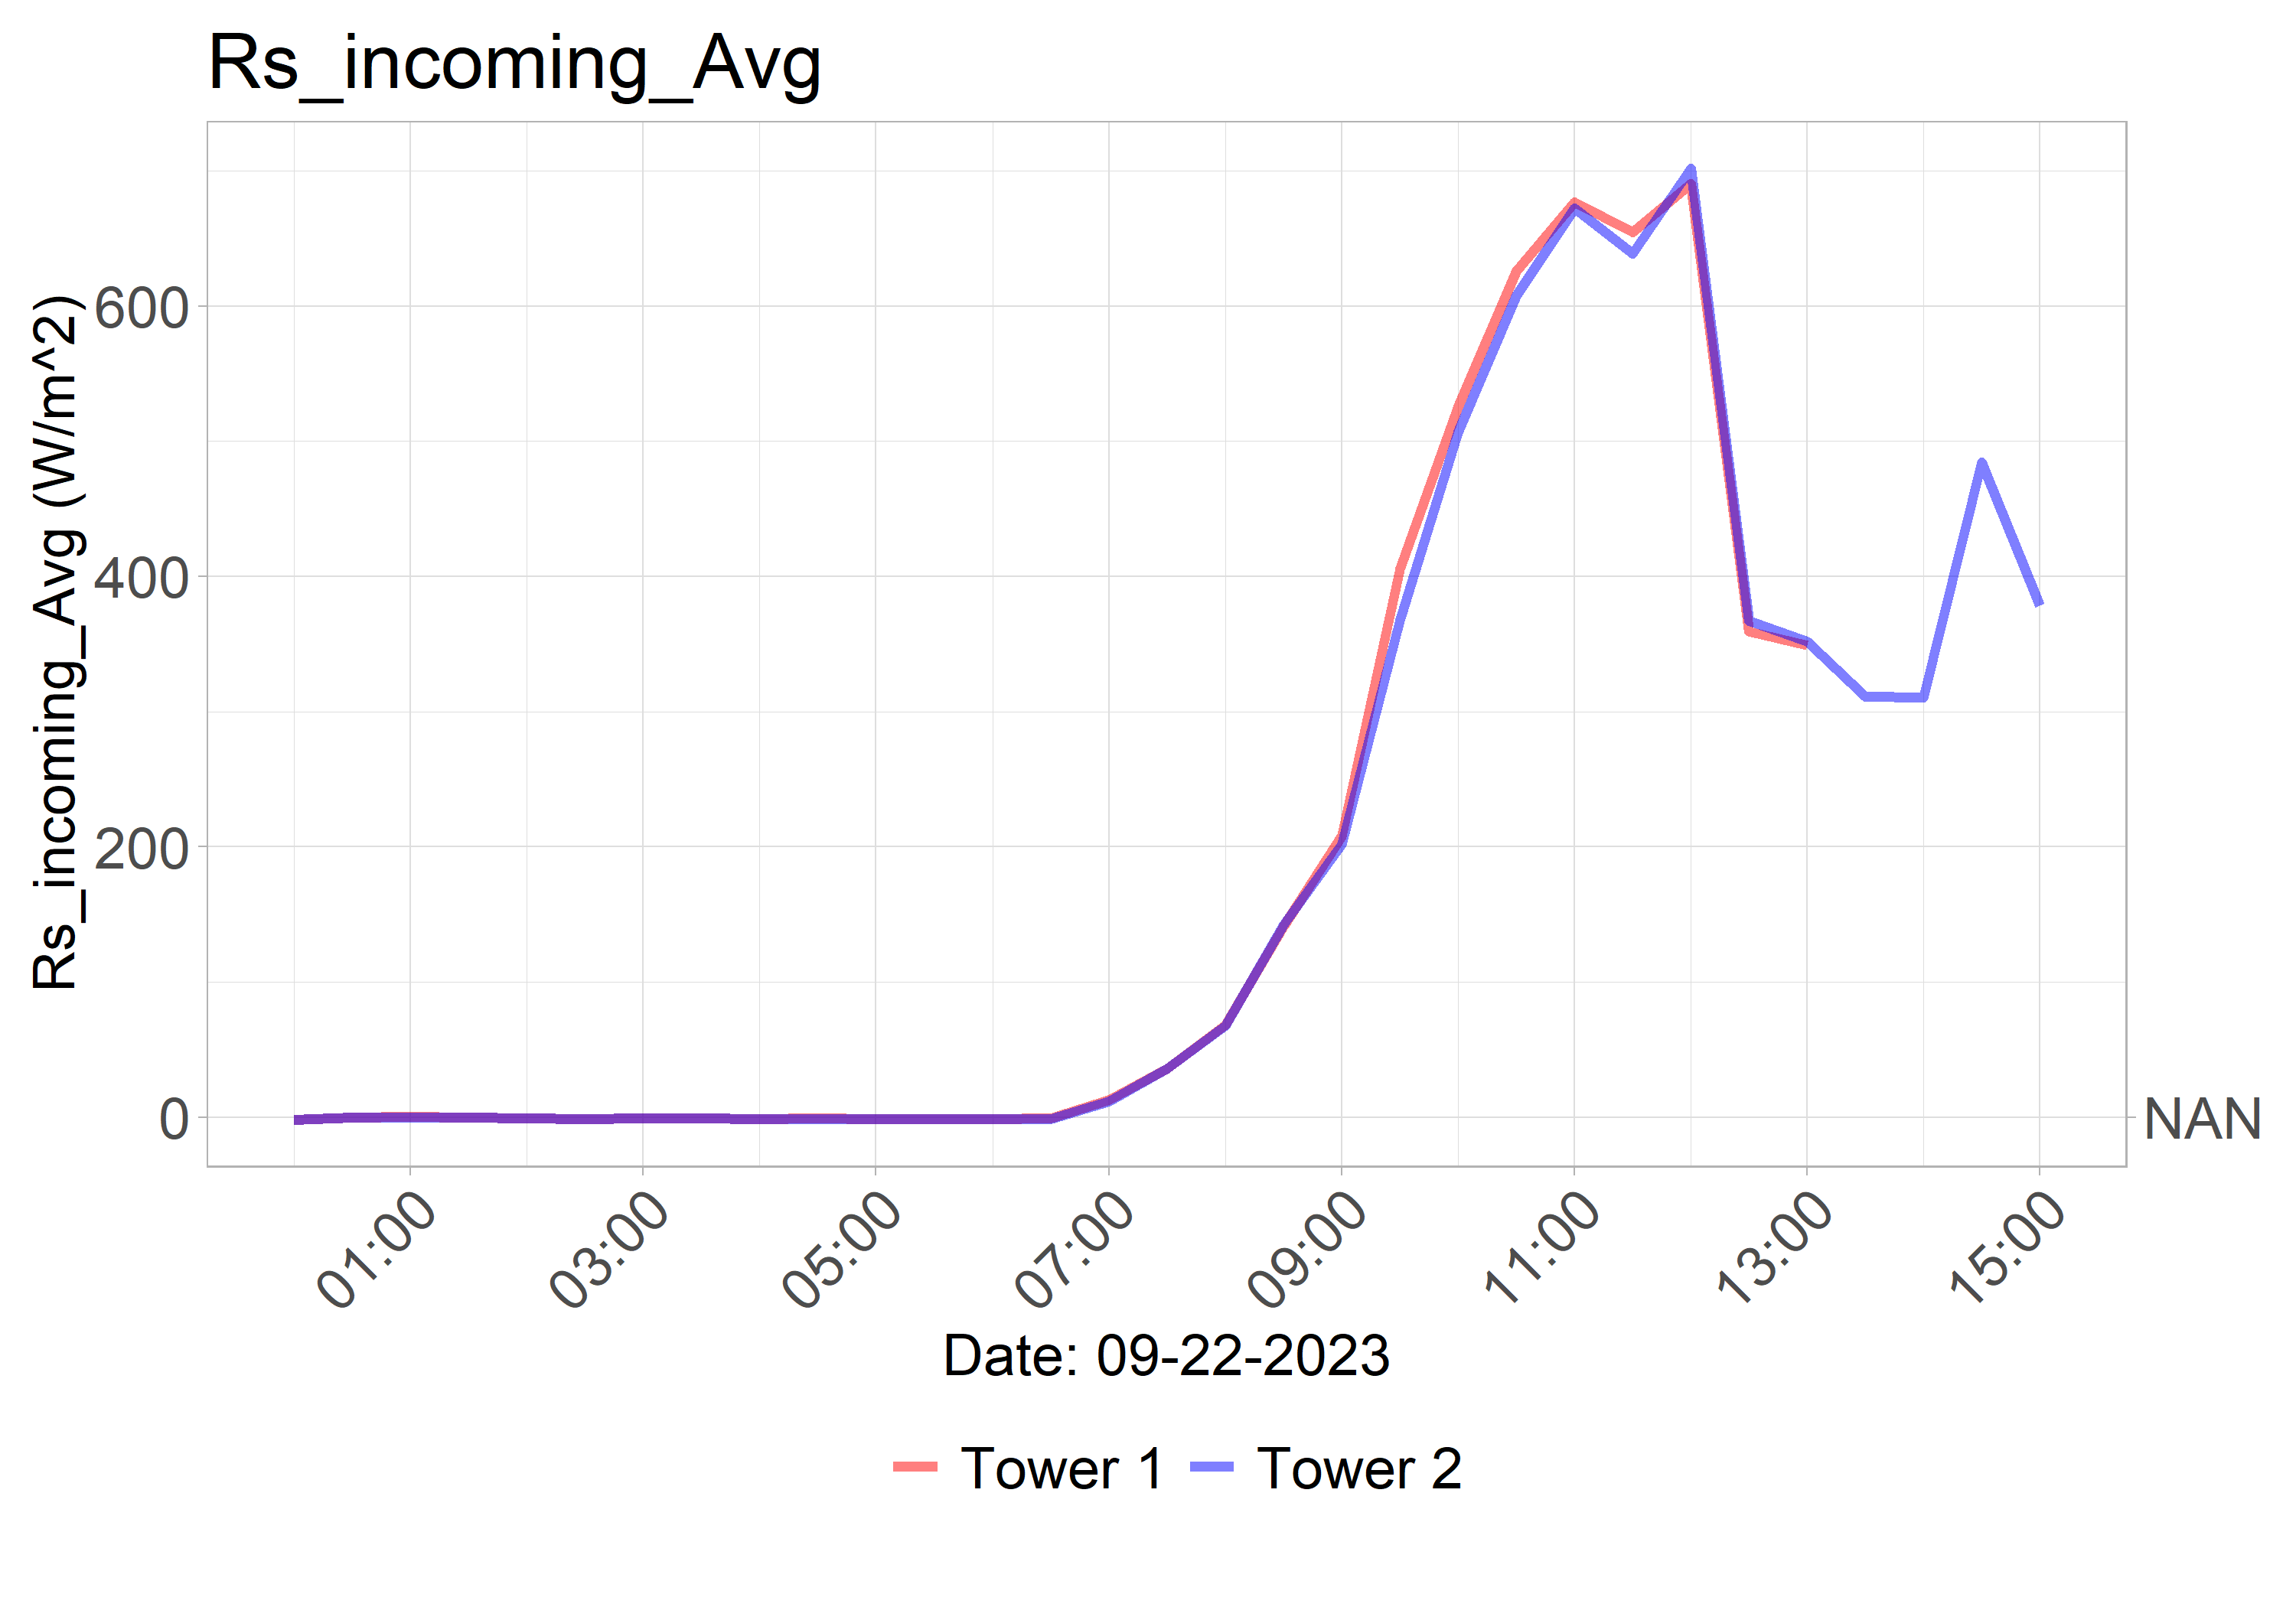 Rs_incoming_Avg
Rs_incoming_Avg (W/m^2)
600
400
200
0
NAN
01:00
03:00
05:00
07:00
09:00
11:00
13:00
15:00
Date: 09-22-2023
Tower 1
Tower 2